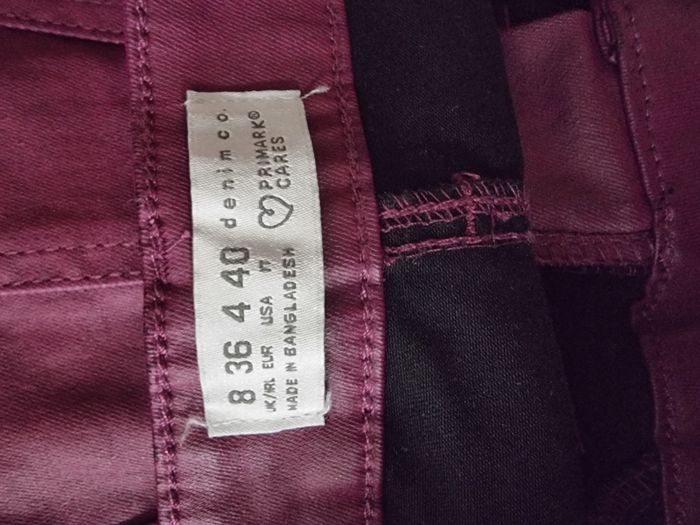 8 36 4 40 denim co.
UK/IRL EUR USA IT PRIMARK®
MADE IN BANGLADESH CARES